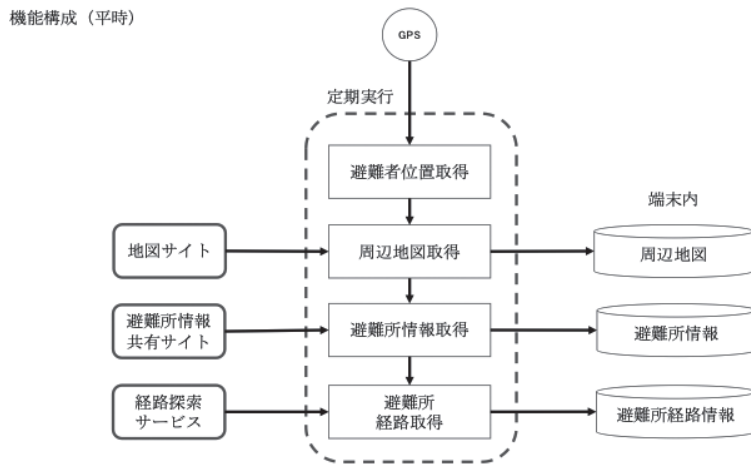 機能構成（平時）
GPS
定期実行
避難者位置取得
端末内
地図サイト
周辺地図取得
周辺地図
避難所情報
共有サイト
避難所情報取得
避難所情報
経路探索
サービス
避難所
経路取得
避難所経路情報